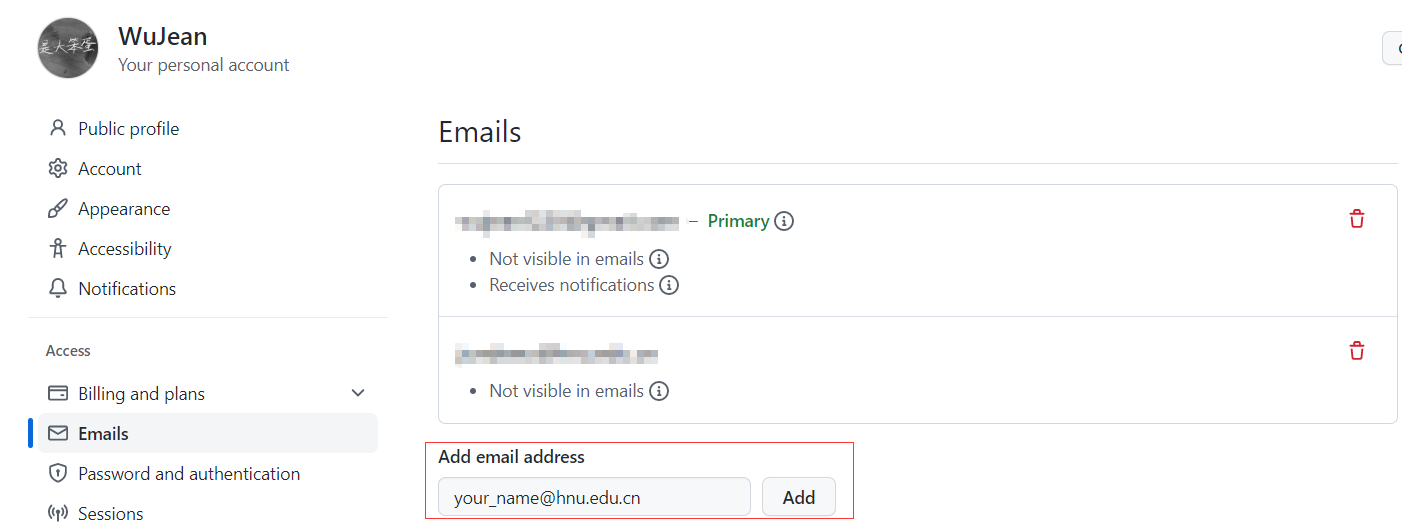 是大笨蛋
WuJean
Your personal account
Public profile
Account
Appearance
Accessibility
Notifications
Access
Billing and plans
Emails
Password and authentication
Sessions
Emails
– Primary
Not visible in emails
Receives notifications
Not visible in emails
Add email address
your_name@hnu.edu.cn
Add